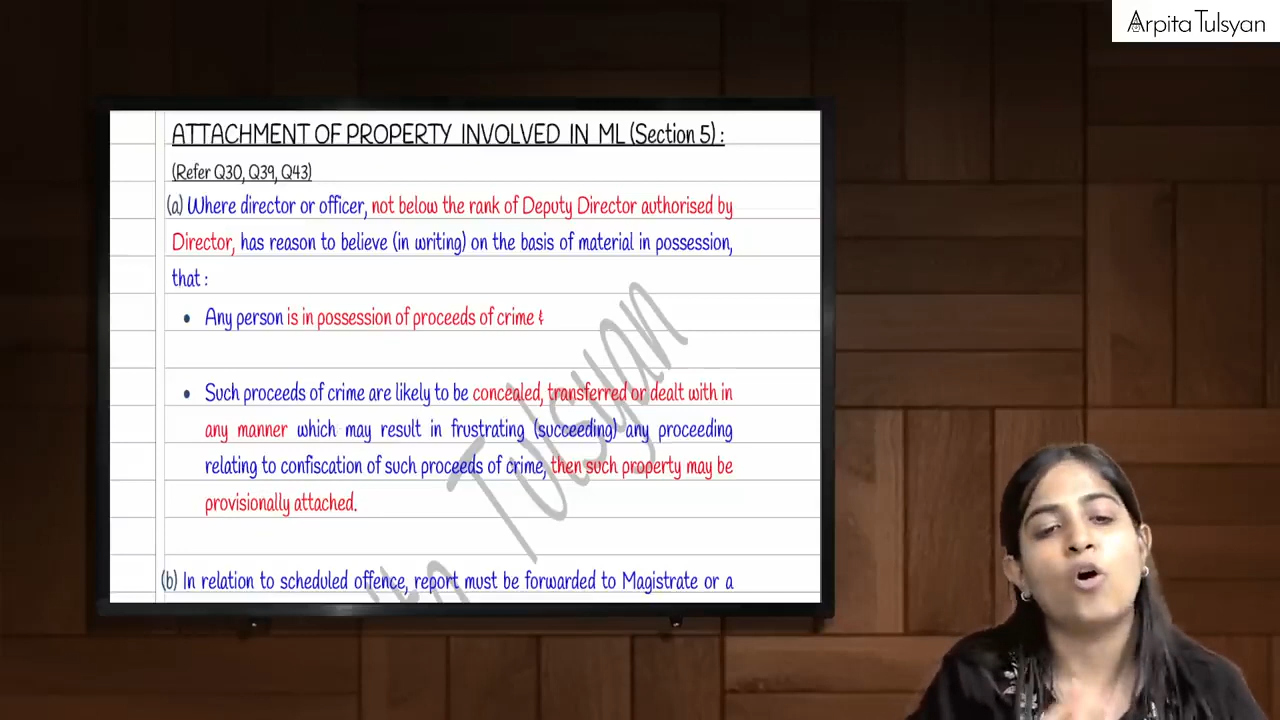 Arpita Tulsyan
ATTACHMENT OF PROPERTY INVOLVED IN ML (Section 5) :
(Refer Q30, Q39, Q43)
(a) Where director or officer, not below the rank of Deputy Director authorised by
Director, has reason to believe (in writing) on the basis of material in possession,
that :
• Any person is in possession of proceeds of crime &
• Such proceeds of crime are likely to be concealed, transferred or dealt with in
any manner which may result in frustrating (succeeding) any proceeding
relating to confiscation of such proceeds of crime, then such property may be
provisionally attached.
(b) In relation to scheduled offence, report must be forwarded to Magistrate or a
Tulsyan